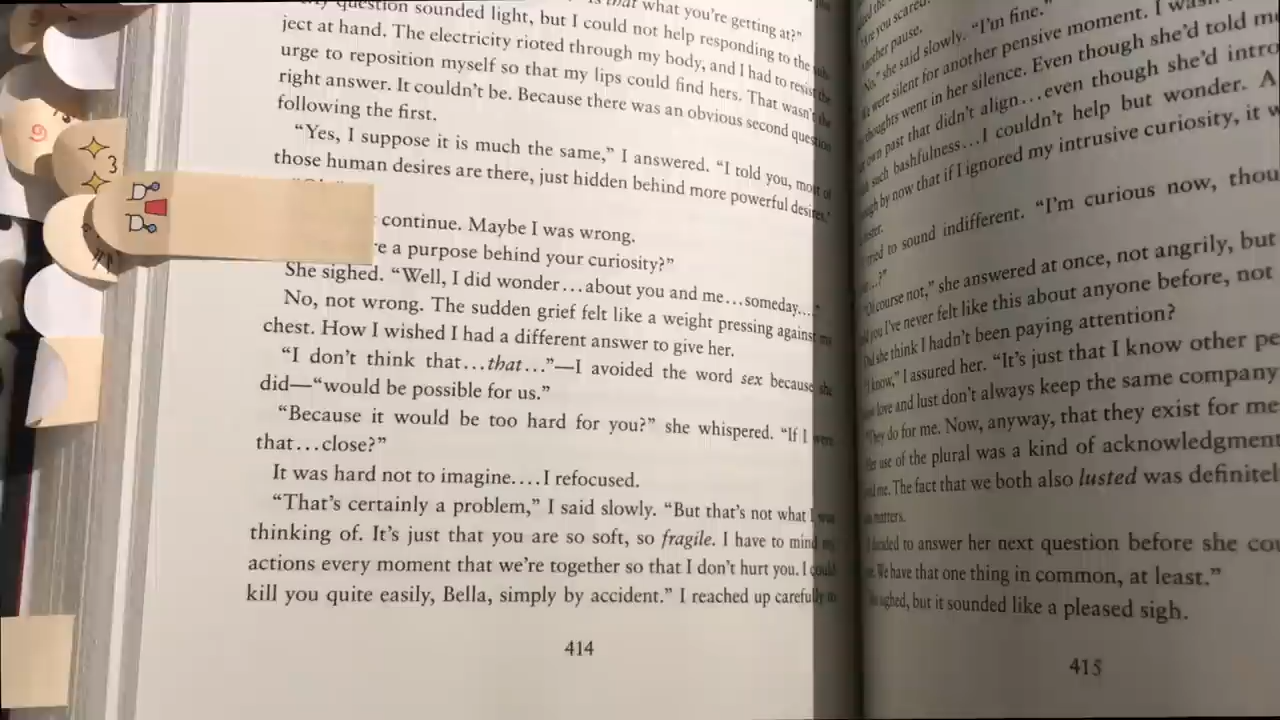 that what you're getting at?"
question sounded light, but I could not help responding to the sub-
ject at hand. The electricity rioted through my body, and I had to resist the
urge to reposition myself so that my lips could find hers. That wasn't the
right answer. It couldn't be. Because there was an obvious second question
following the first.
"Yes, I suppose it is much the same," I answered. "I told you, most of
those human desires are there, just hidden behind more powerful desires."
continue. Maybe I was wrong.
e a purpose behind your curiosity?"
She sighed. "Well, I did wonder…about you and me…someday.…"
No, not wrong. The sudden grief felt like a weight pressing against my
chest. How I wished I had a different answer to give her.
"I don't think that…that…"—I avoided the word sex because she
did—"would be possible for us."
"Because it would be too hard for you?" she whispered. "If I were
that…close?"
It was hard not to imagine.…I refocused.
"That's certainly a problem," I said slowly. "But that's not what I was
thinking of. It's just that you are so soft, so fragile. I have to mind my
actions every moment that we're together so that I don't hurt you. I could
kill you quite easily, Bella, simply by accident." I reached up carefully to
414
"Are you scared
Another pause.
"No," she said slowly. "I'm fine."
We were silent for another pensive moment. I wasn
thoughts went in her silence. Even though she'd told m
own past that didn't align…even though she'd intro
such bashfulness…I couldn't help but wonder. A
by now that if I ignored my intrusive curiosity, it w
to sound indifferent. "I'm curious now, thou
…?"
"Of course not," she answered at once, not angrily, but
you I've never felt like this about anyone before, not
Did she think I hadn't been paying attention?
"I know," I assured her. "It's just that I know other pe
love and lust don't always keep the same company
"They do for me. Now, anyway, that they exist for me
Her use of the plural was a kind of acknowledgment
me. The fact that we both also lusted was definitel
matters.
I decided to answer her next question before she cou
We have that one thing in common, at least."
sighed, but it sounded like a pleased sigh.
415